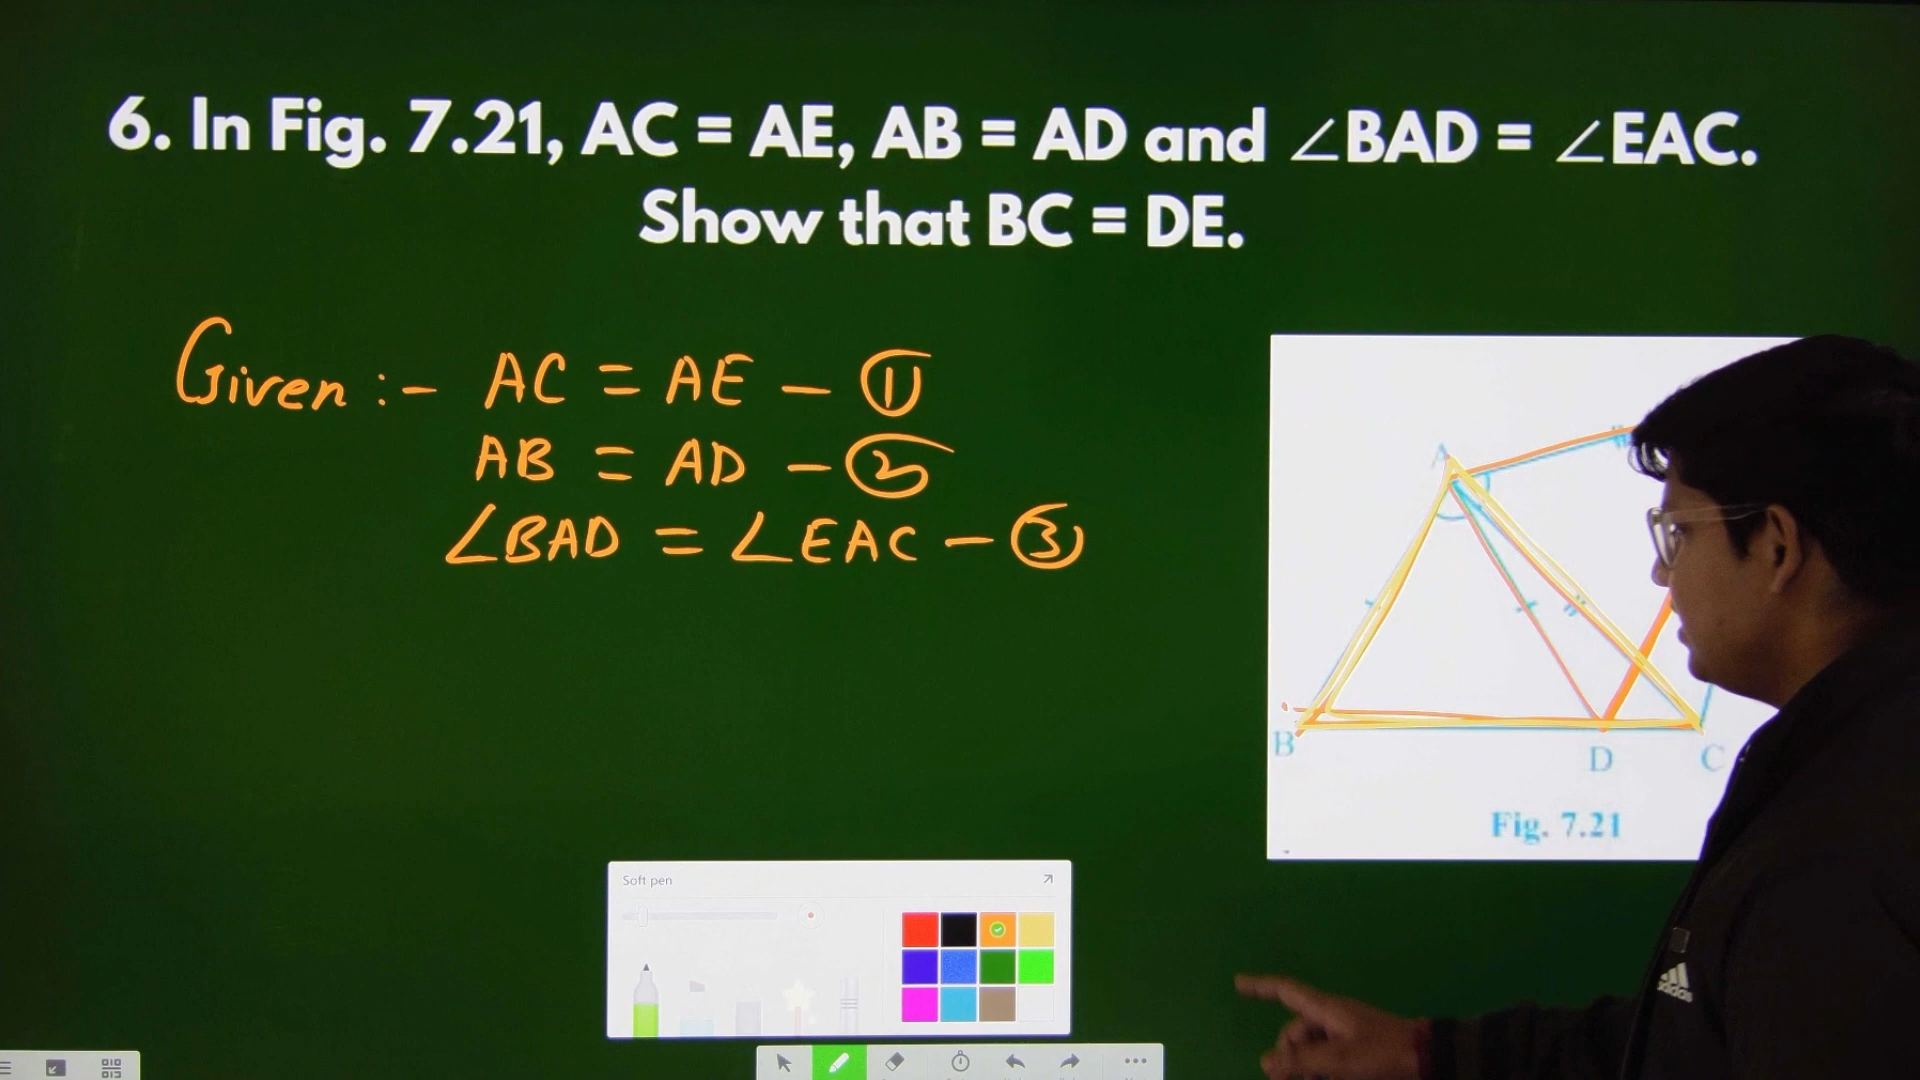 6. In Fig. 7.21, AC = AE, AB = AD and ∠BAD = ∠EAC.
Show that BC = DE.
Given :- AC = AE - ①
AB = AD - ②
∠BAD = ∠EAC - ③
A
B
D
C
Fig. 7.21
Soft pen
adidas